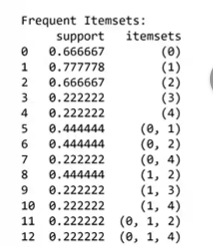 Frequent Itemsets:
support itemsets
0 0.666667 (0)
1 0.777778 (1)
2 0.666667 (2)
3 0.222222 (3)
4 0.222222 (4)
5 0.444444 (0, 1)
6 0.444444 (0, 2)
7 0.222222 (0, 4)
8 0.444444 (1, 2)
9 0.222222 (1, 3)
10 0.222222 (1, 4)
11 0.222222 (0, 1, 2)
12 0.222222 (0, 1, 4)